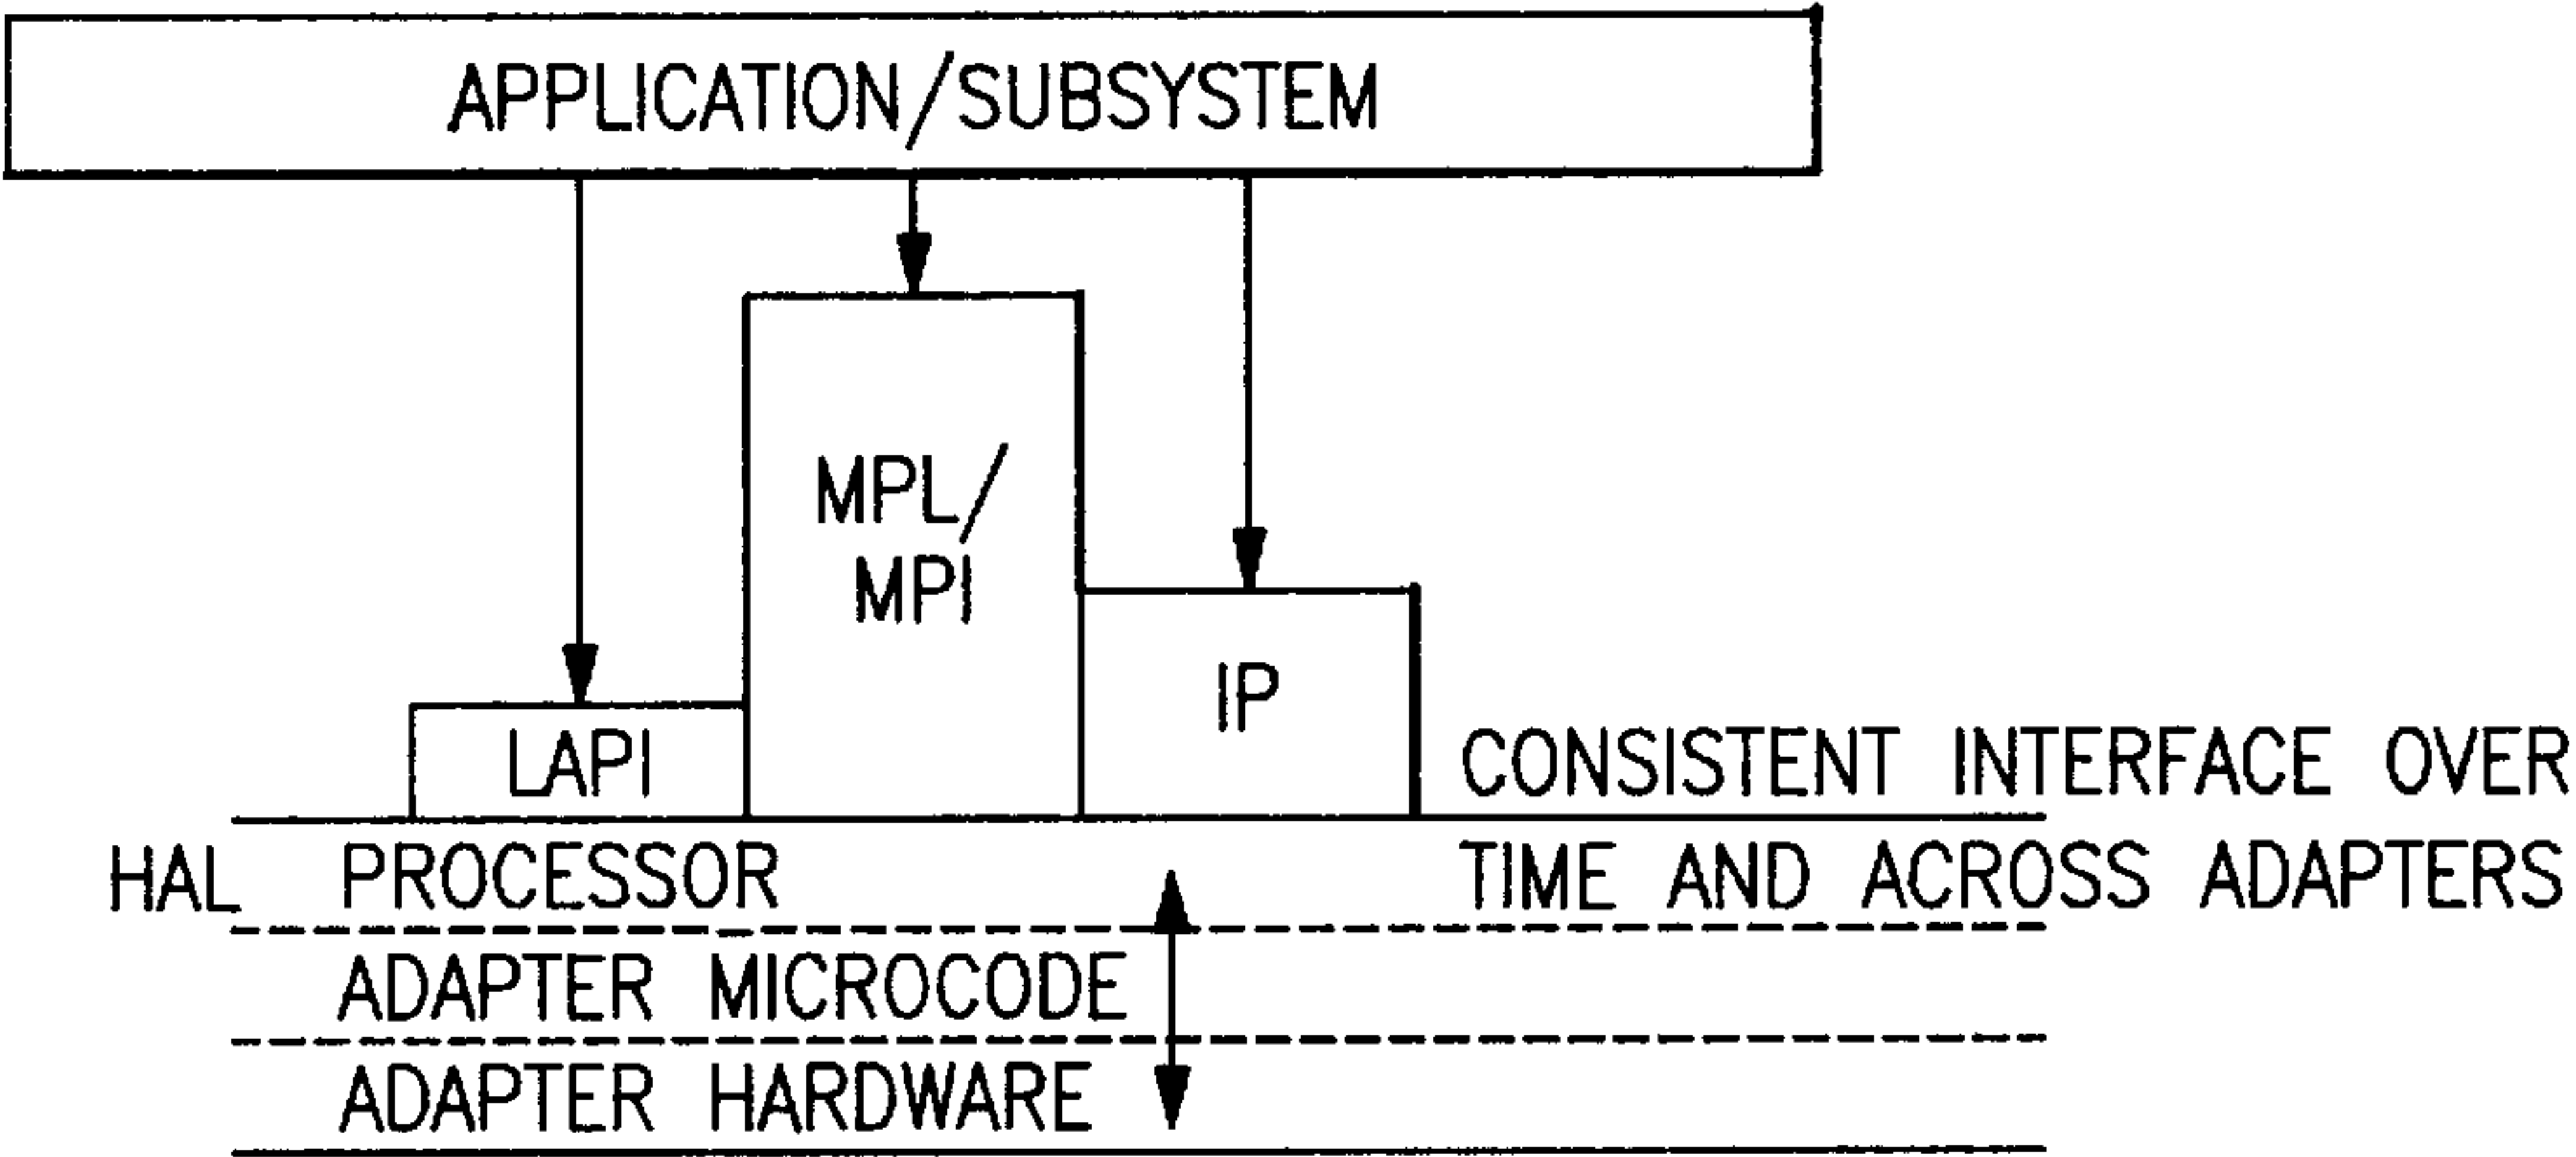 APPLICATION/SUBSYSTEM
MPL/
MPI
IP
LAPI
CONSISTENT INTERFACE OVER
HAL PROCESSOR
TIME AND ACROSS ADAPTERS
ADAPTER MICROCODE
ADAPTER HARDWARE